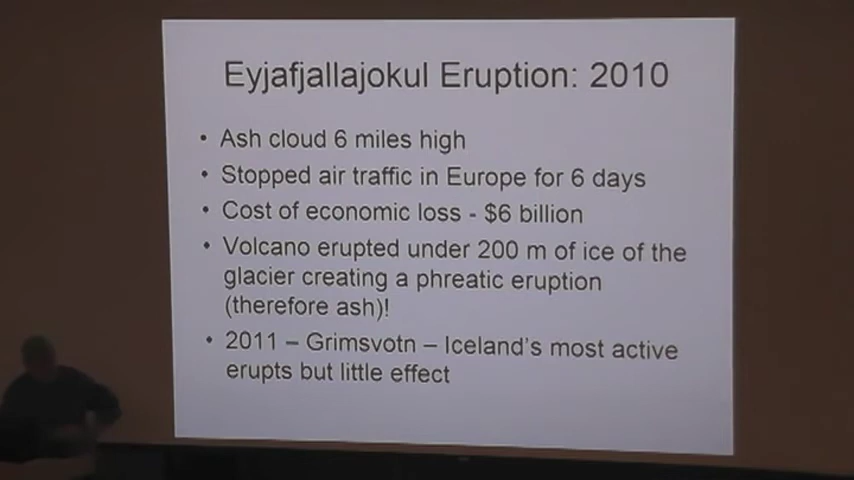 Eyjafjallajokul Eruption: 2010
• Ash cloud 6 miles high
• Stopped air traffic in Europe for 6 days
• Cost of economic loss - $6 billion
• Volcano erupted under 200 m of ice of the
glacier creating a phreatic eruption
(therefore ash)!
• 2011 – Grimsvotn – Iceland's most active
erupts but little effect